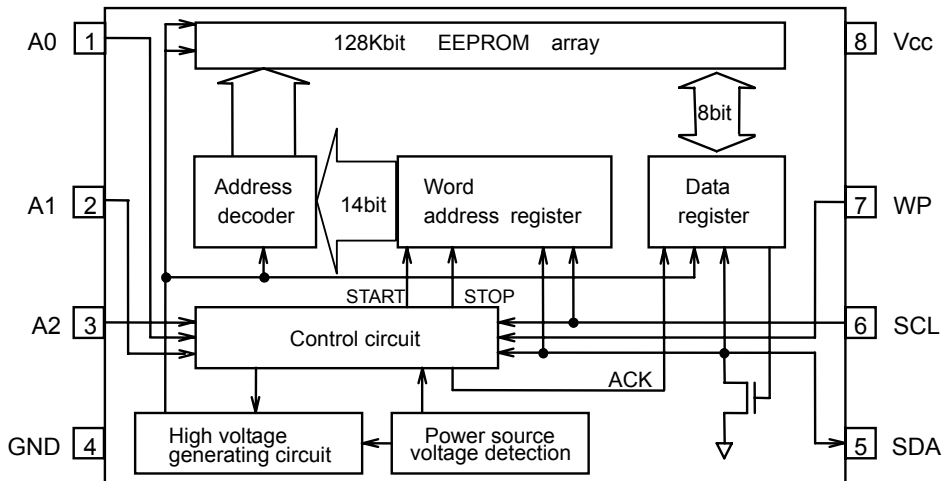 A0 1
128Kbit EEPROM array
8 Vcc
8bit
A1 2
Address
decoder
14bit
Word
address register
Data
register
7 WP
START
STOP
A2 3
Control circuit
6 SCL
ACK
GND 4
High voltage
generating circuit
Power source
voltage detection
5 SDA